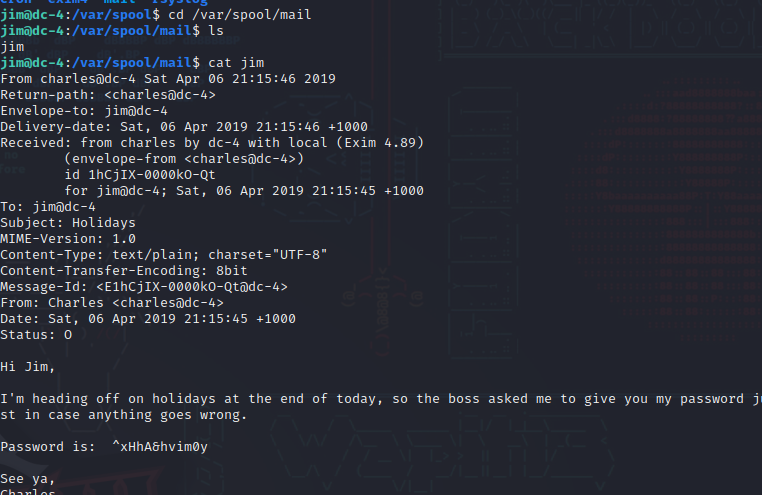 cron exim4 mail rsyslog
jim@dc-4:/var/spool$ cd /var/spool/mail
jim@dc-4:/var/spool/mail$ ls
jim
jim@dc-4:/var/spool/mail$ cat jim
From charles@dc-4 Sat Apr 06 21:15:46 2019
Return-path: <charles@dc-4>
Envelope-to: jim@dc-4
Delivery-date: Sat, 06 Apr 2019 21:15:46 +1000
Received: from charles by dc-4 with local (Exim 4.89)
        (envelope-from <charles@dc-4>)
        id 1hCjIX-0000kO-Qt
        for jim@dc-4; Sat, 06 Apr 2019 21:15:45 +1000
To: jim@dc-4
Subject: Holidays
MIME-Version: 1.0
Content-Type: text/plain; charset="UTF-8"
Content-Transfer-Encoding: 8bit
Message-Id: <E1hCjIX-0000kO-Qt@dc-4>
From: Charles <charles@dc-4>
Date: Sat, 06 Apr 2019 21:15:45 +1000
Status: O
Hi Jim,
I'm heading off on holidays at the end of today, so the boss asked me to give you my password ju
st in case anything goes wrong.
Password is:  ^xHhA&hvim0y
See ya,
Charles